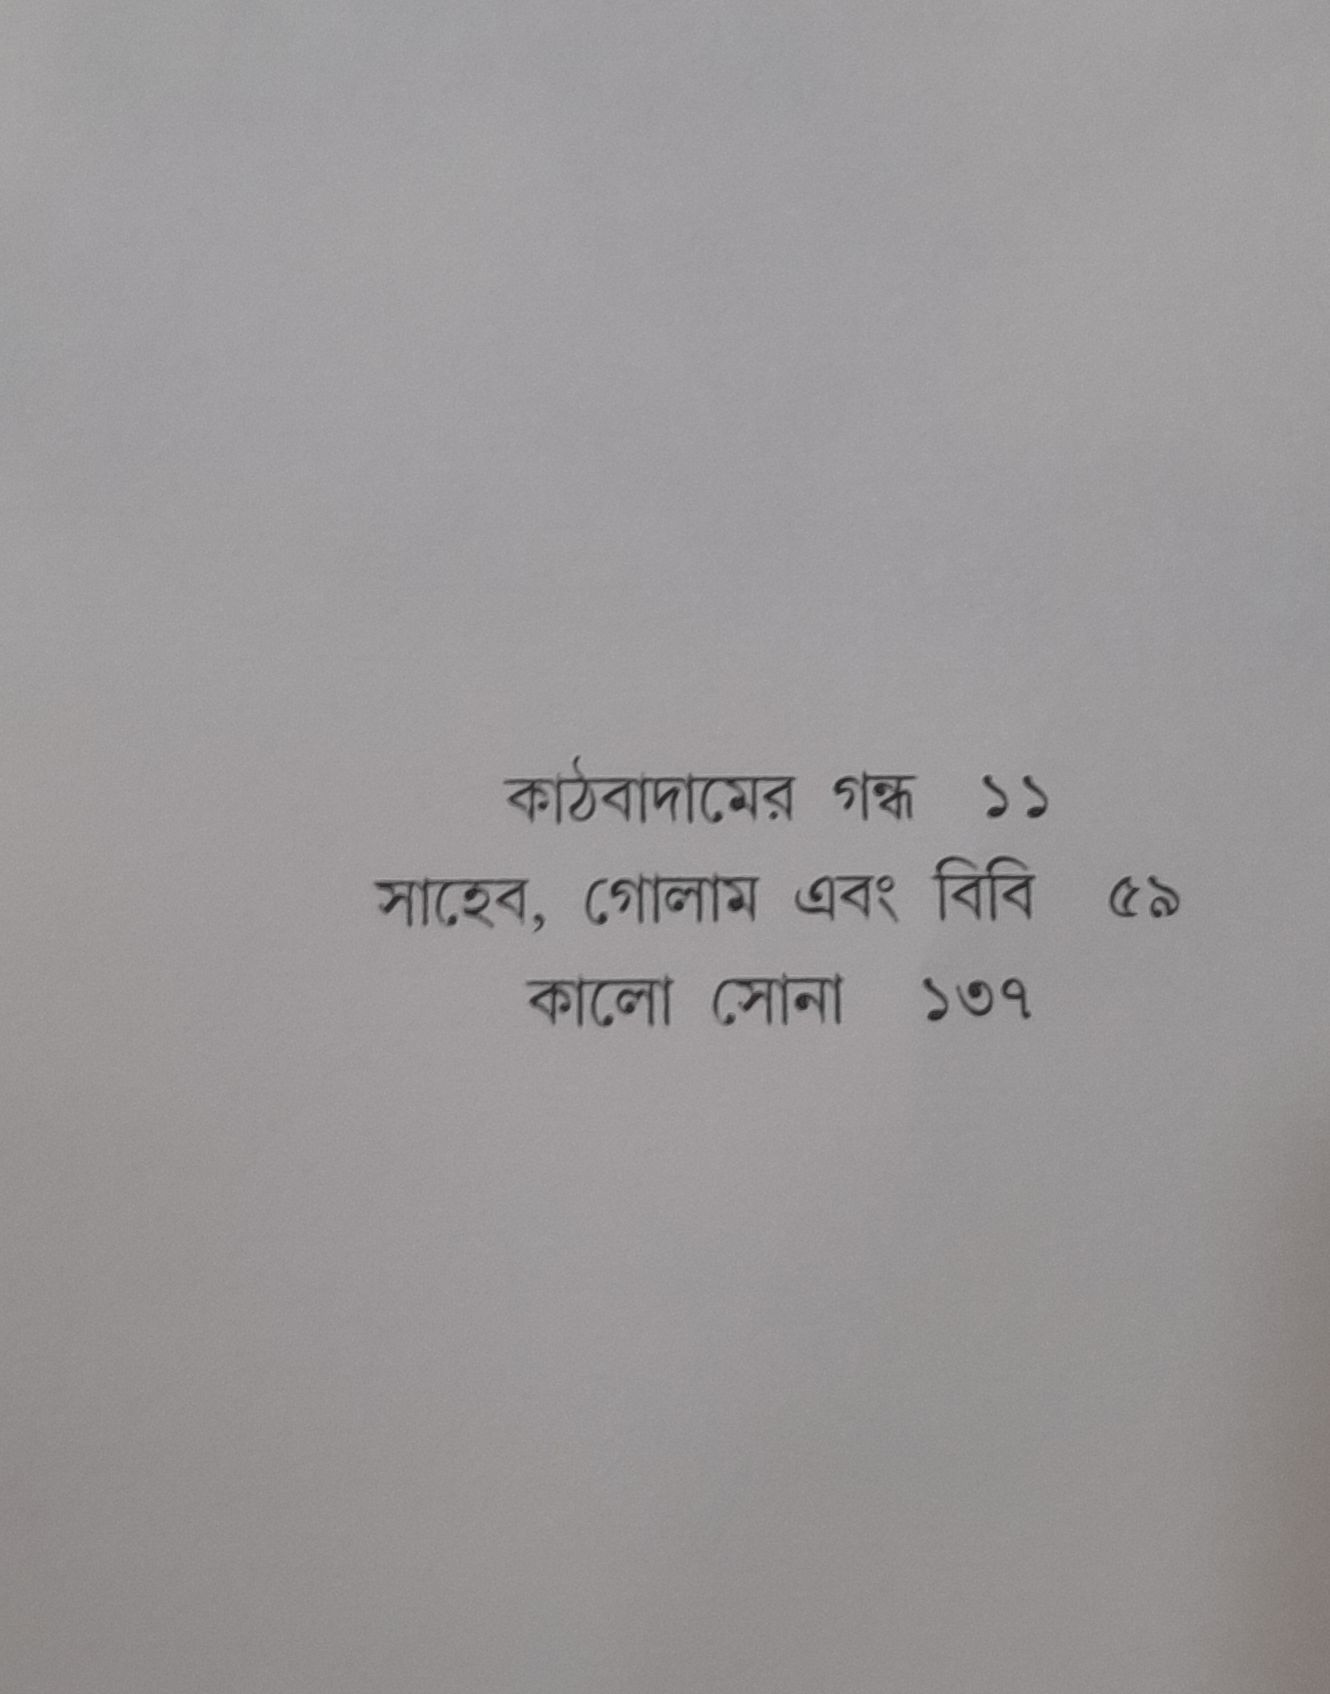 কাঠবাদামের গন্ধ ১১
সাহেব, গোলাম এবং বিবি ৫৯
কালো সোনা ১৩৭